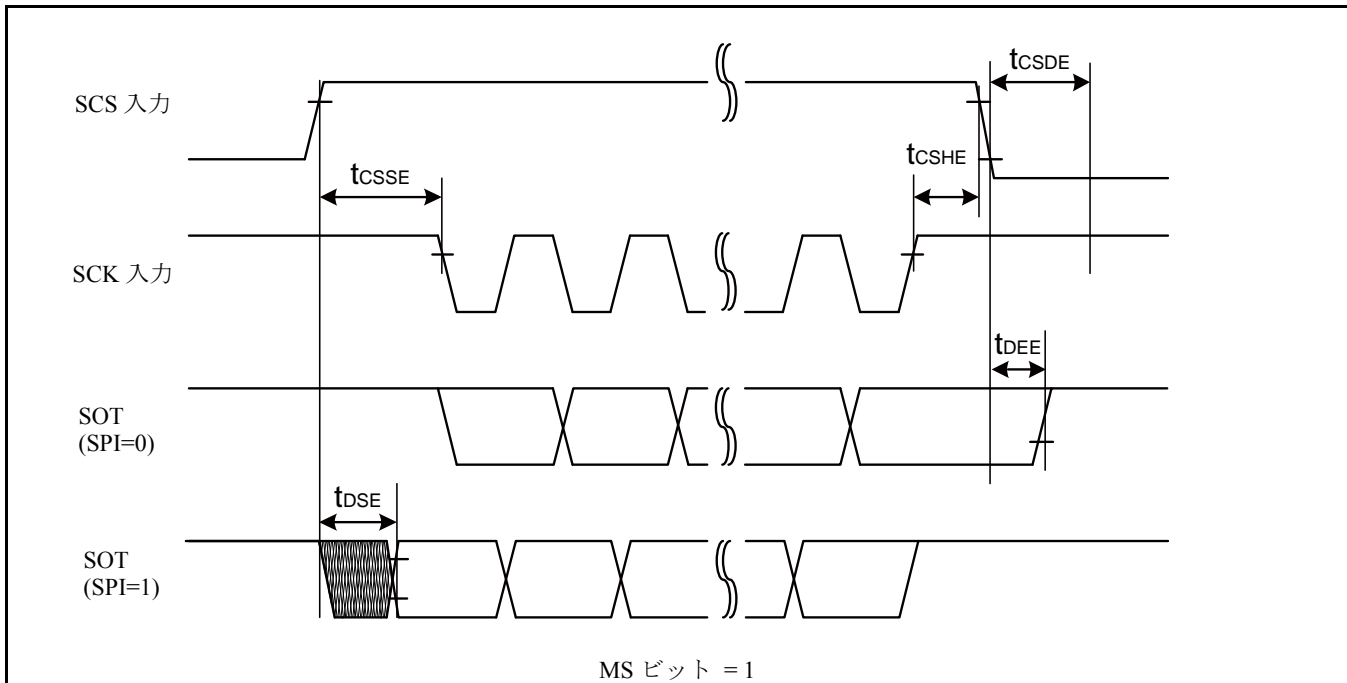 tCSDE
SCS 入力
tCSHE
tCSSE
SCK 入力
tDEE
SOT
(SPI=0)
tDSE
SOT
(SPI=1)
MS ビット = 1